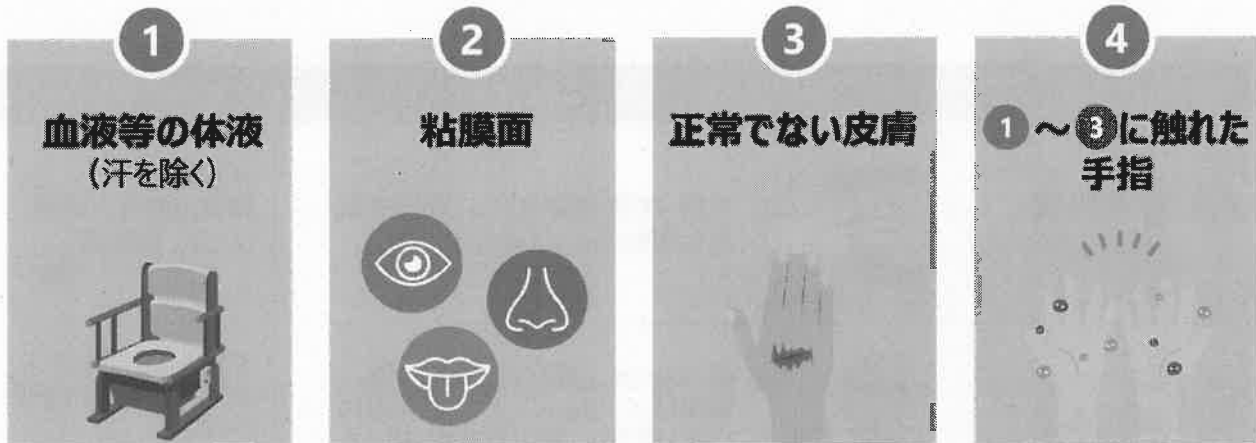 1
血液等の体液
(汗を除く)
2
粘膜面
3
正常でない皮膚
4
1～3に触れた
手指